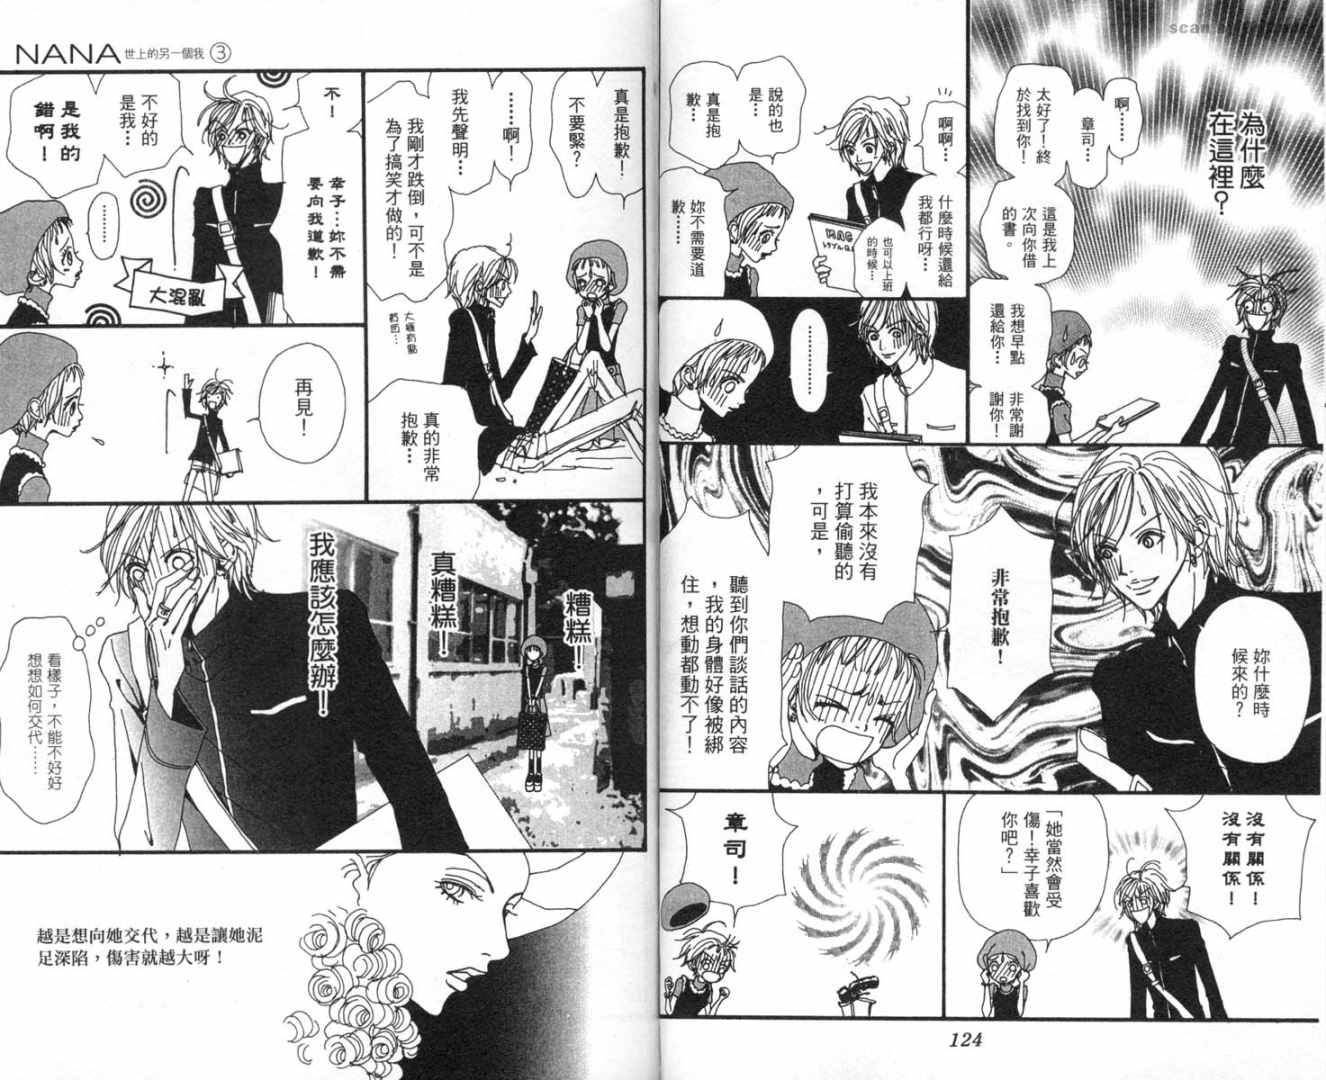 為什麼
在這裡？
啊……
章司…
太好了！終
於找到你！
這是我上
次向你借
的書。
我想早點
還給你…
非常謝
謝你！
啊啊…
什麼時候還給
我都行呀…
也可以上班
的時候…
說的也
是…
真是抱
歉…
妳不需要道
歉……
…………
妳什麼時
候來的？
非常抱歉！
我本來沒有
打算偷聽的
，可是，
聽到你們談話的內容
，我的身體好像被綁
住，想動都動不了！
沒有關係！
沒有關係！
「她當然會受
傷！幸子喜歡
你吧？」
章司！
124
NANA 世上的另一個我 ③
真是抱歉！
不要緊？
……啊！
我先聲明…
我剛才跌倒，可不是
為了搞笑才做的！
真的非常
抱歉…
不！
幸子…妳不需
要向我道歉！
不好的
是我…
是我的
錯啊！
………
大混亂
再見！
糟糕！
真糟糕！
我應該怎麼辦！
看樣子，不能不好好
想想如何交代……
越是想向她交代，越是讓她泥
足深陷，傷害就越大呀！